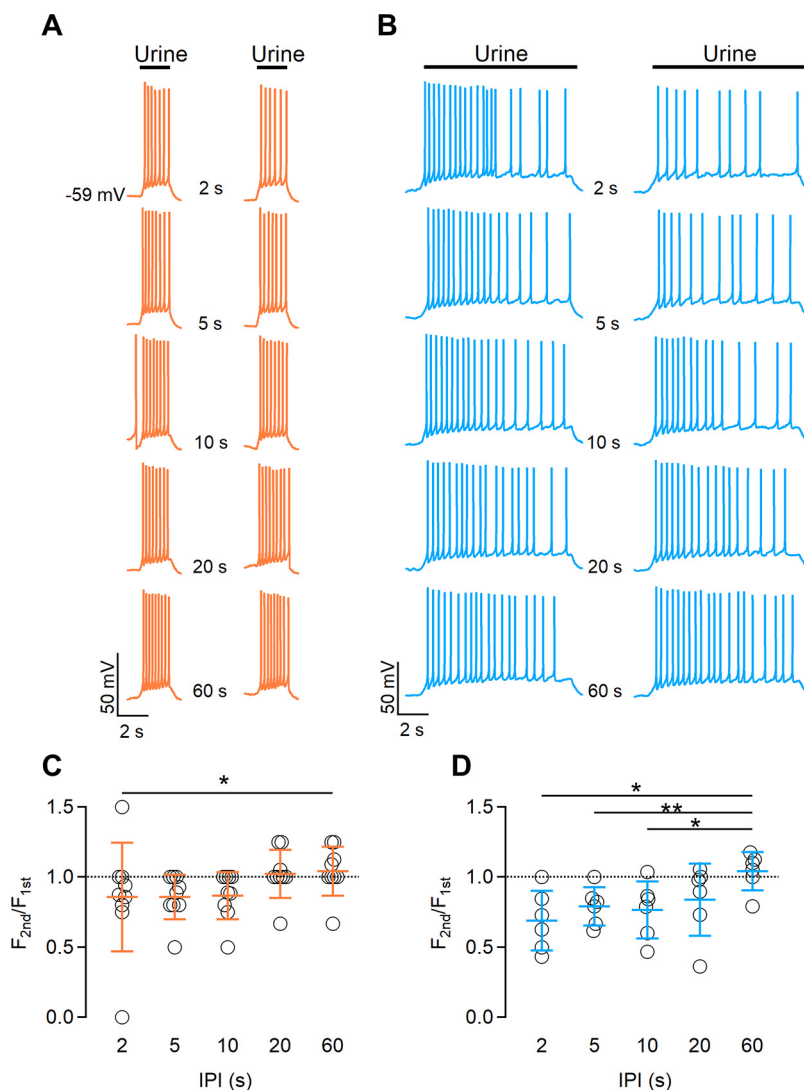 A
B
Urine Urine
Urine Urine
-59 mV
2 s
2 s
5 s
5 s
10 s
10 s
20 s
20 s
60 s
60 s
50 mV
2 s
50 mV
2 s
C
*
1.5
1.0
0.5
0.0
F2nd/F1st
2 5 10 20 60
IPI (s)
D
*
**
*
1.5
1.0
0.5
0.0
F2nd/F1st
2 5 10 20 60
IPI (s)